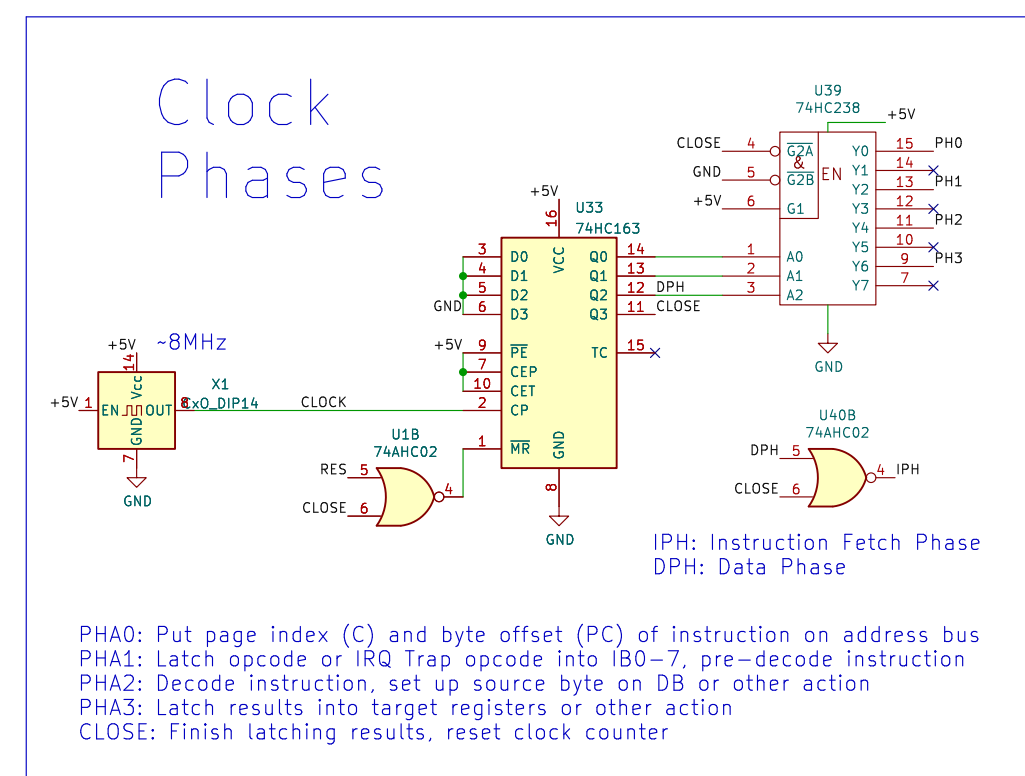 Clock
Phases
U39
74HC238
+5V
CLOSE 4 G2A
GND 5 G2B
+5V 6 G1
&
EN
1 A0
2 A1
3 A2
Y0 15 PH0
Y1 14
Y2 13 PH1
Y3 12
Y4 11 PH2
Y5 10
Y6 9 PH3
Y7 7
GND
+5V
16
U33
74HC163
VCC
3 D0
4 D1
5 D2
GND 6 D3
+5V 9 PE
7 CEP
10 CET
2 CP
1 MR
Q0 14
Q1 13
Q2 12 DPH
Q3 11 CLOSE
TC 15
GND
8
GND
~8MHz
+5V
14
Vcc
X1
CxO_DIP14
+5V 1 EN
OUT 8
GND
7
GND
CLOCK
U1B
74AHC02
RES 5
CLOSE 6
4
U40B
74AHC02
DPH 5
CLOSE 6
4 IPH
IPH: Instruction Fetch Phase
DPH: Data Phase
PHA0: Put page index (C) and byte offset (PC) of instruction on address bus
PHA1: Latch opcode or IRQ Trap opcode into IB0-7, pre-decode instruction
PHA2: Decode instruction, set up source byte on DB or other action
PHA3: Latch results into target registers or other action
CLOSE: Finish latching results, reset clock counter